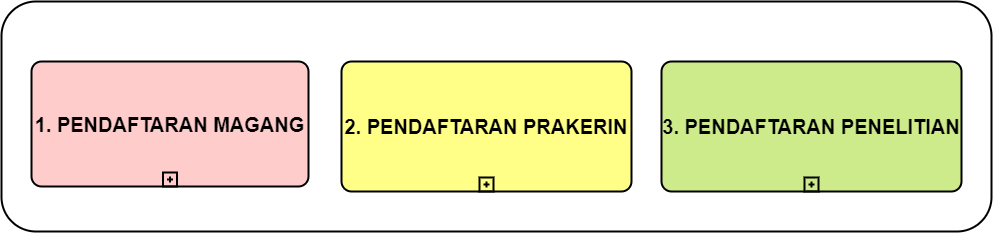 1. PENDAFTARAN MAGANG
2. PENDAFTARAN PRAKERIN
3. PENDAFTARAN PENELITIAN